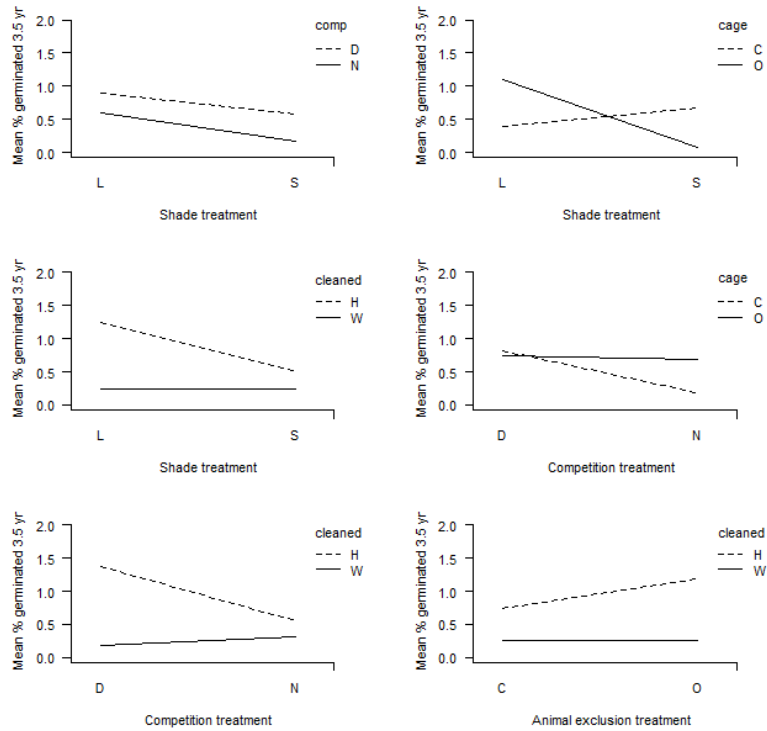 Mean % germinated 3.5 yr
2.0
1.5
1.0
0.5
0.0
comp
D
N
L S
Shade treatment
Mean % germinated 3.5 yr
2.0
1.5
1.0
0.5
0.0
cage
C
O
L S
Shade treatment
Mean % germinated 3.5 yr
2.0
1.5
1.0
0.5
0.0
cleaned
H
W
L S
Shade treatment
Mean % germinated 3.5 yr
2.0
1.5
1.0
0.5
0.0
cage
C
O
D N
Competition treatment
Mean % germinated 3.5 yr
2.0
1.5
1.0
0.5
0.0
cleaned
H
W
D N
Competition treatment
Mean % germinated 3.5 yr
2.0
1.5
1.0
0.5
0.0
cleaned
H
W
C O
Animal exclusion treatment